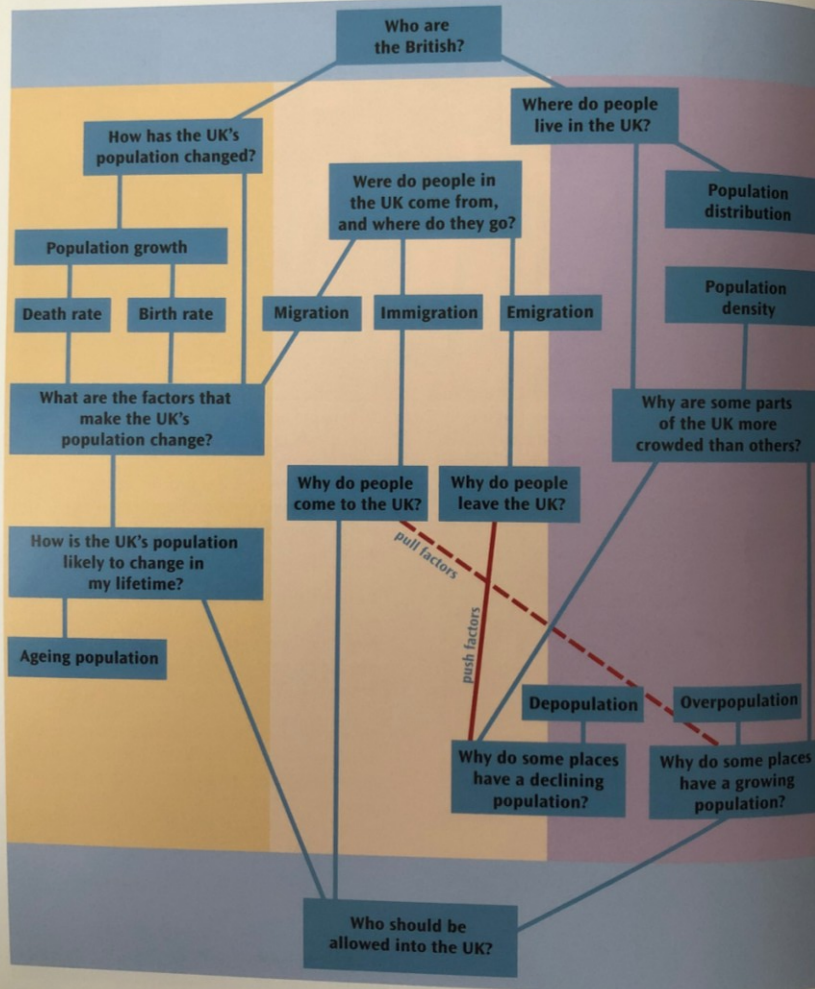 Who are
the British?
Where do people
live in the UK?
How has the UK's
population changed?
Were do people in
the UK come from,
and where do they go?
Population
distribution
Population growth
Population
density
Death rate
Birth rate
Migration
Immigration
Emigration
What are the factors that
make the UK's
population change?
Why are some parts
of the UK more
crowded than others?
Why do people
come to the UK?
Why do people
leave the UK?
How is the UK's population
likely to change in
my lifetime?
pull factors
push factors
Ageing population
Depopulation
Overpopulation
Why do some places
have a declining
population?
Why do some places
have a growing
population?
Who should be
allowed into the UK?